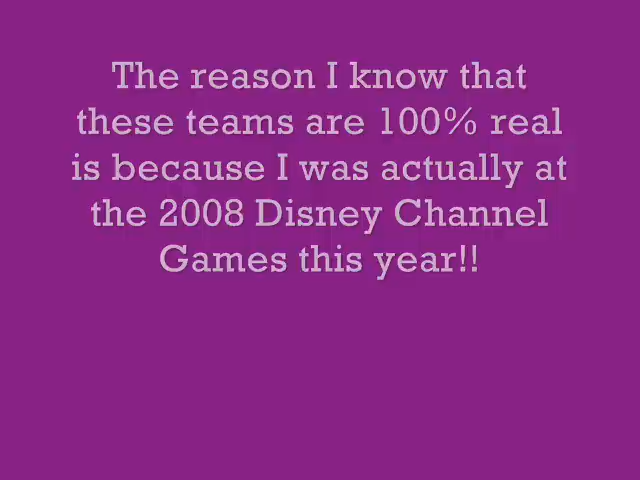 The reason I know that
these teams are 100% real
is because I was actually at
the 2008 Disney Channel
Games this year!!